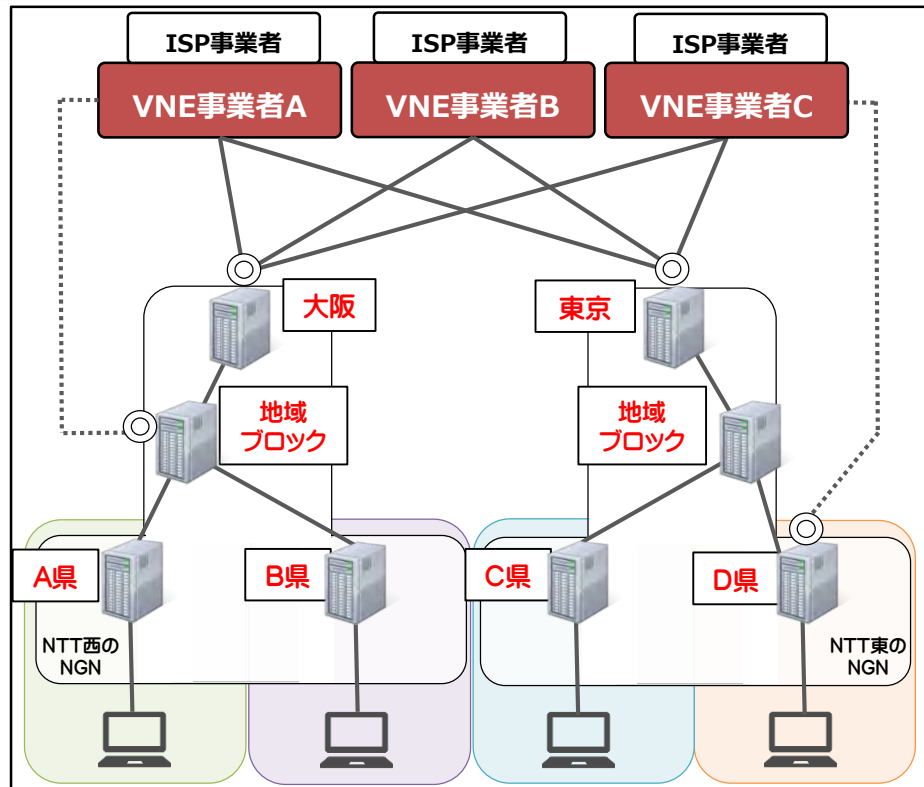 ISP事業者
ISP事業者
ISP事業者
VNE事業者A
VNE事業者B
VNE事業者C
大阪
東京
地域
ブロック
地域
ブロック
A県
B県
C県
D県
NTT西の
NGN
NTT東の
NGN